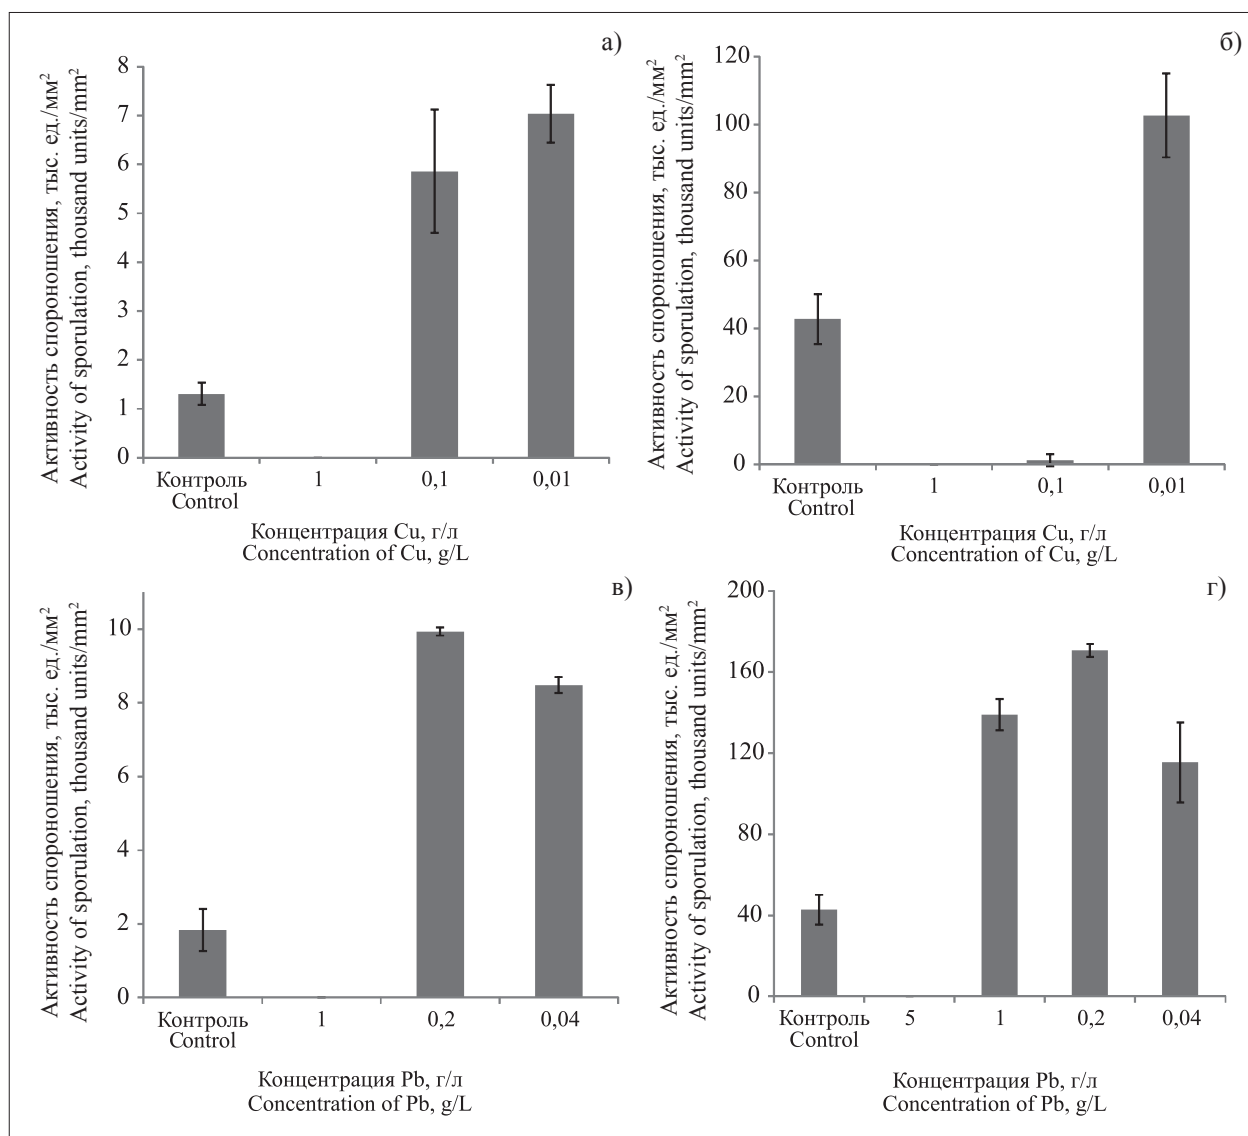 а)
Активность спороношения, тыс. ед./мм²
Activity of sporulation, thousand units/mm²
8
7
6
5
4
3
2
1
0
Контроль 1 0,1 0,01
Control
Концентрация Cu, г/л
Concentration of Cu, g/L
б)
Активность спороношения, тыс. ед./мм²
Activity of sporulation, thousand units/mm²
120
100
80
60
40
20
0
Контроль 1 0,1 0,01
Control
Концентрация Cu, г/л
Concentration of Cu, g/L
в)
Активность спороношения, тыс. ед./мм²
Activity of sporulation, thousand units/mm²
10
8
6
4
2
0
Контроль 1 0,2 0,04
Control
Концентрация Pb, г/л
Concentration of Pb, g/L
г)
Активность спороношения, тыс. ед./мм²
Activity of sporulation, thousand units/mm²
200
160
120
80
40
0
Контроль 5 1 0,2 0,04
Control
Концентрация Pb, г/л
Concentration of Pb, g/L